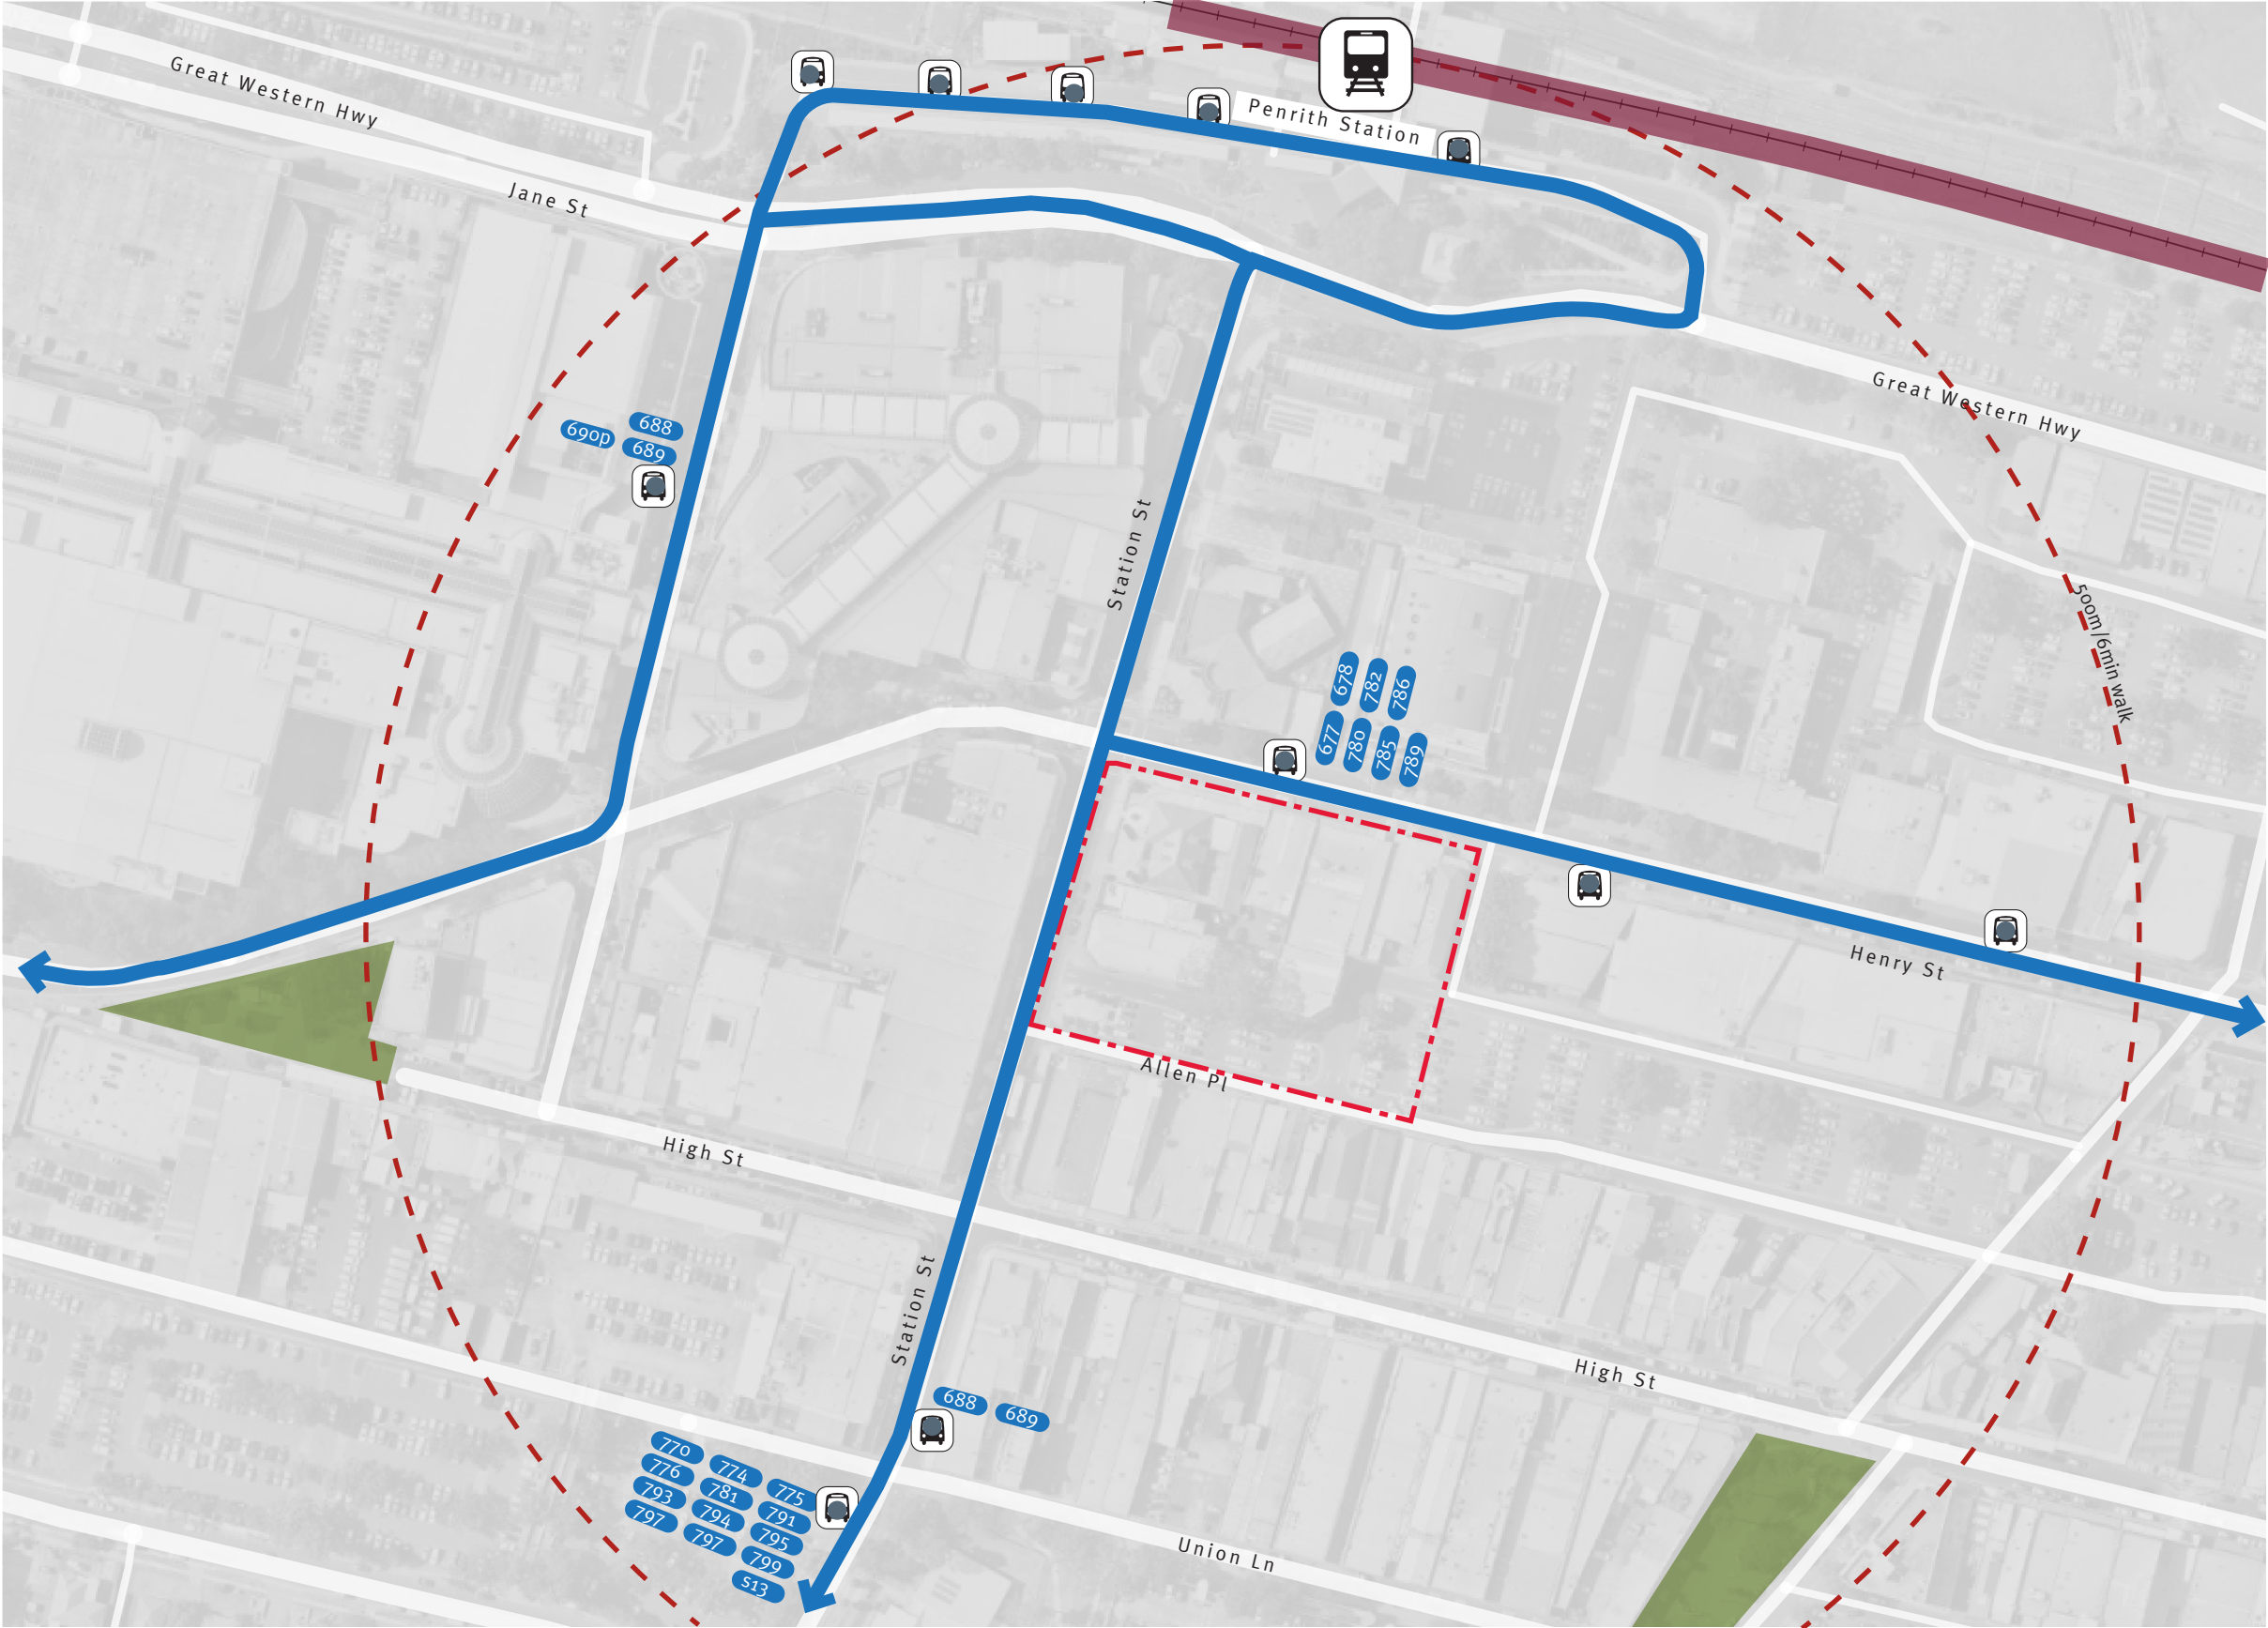 Great Western Hwy
Penrith Station
Jane St
Great Western Hwy
688
690p
689
Station St
500m/6min walk
678
782
786
677
780
785
789
Henry St
Allen Pl
High St
Station St
High St
688
689
770
774
775
776
781
791
793
794
795
797
797
799
S13
Union Ln